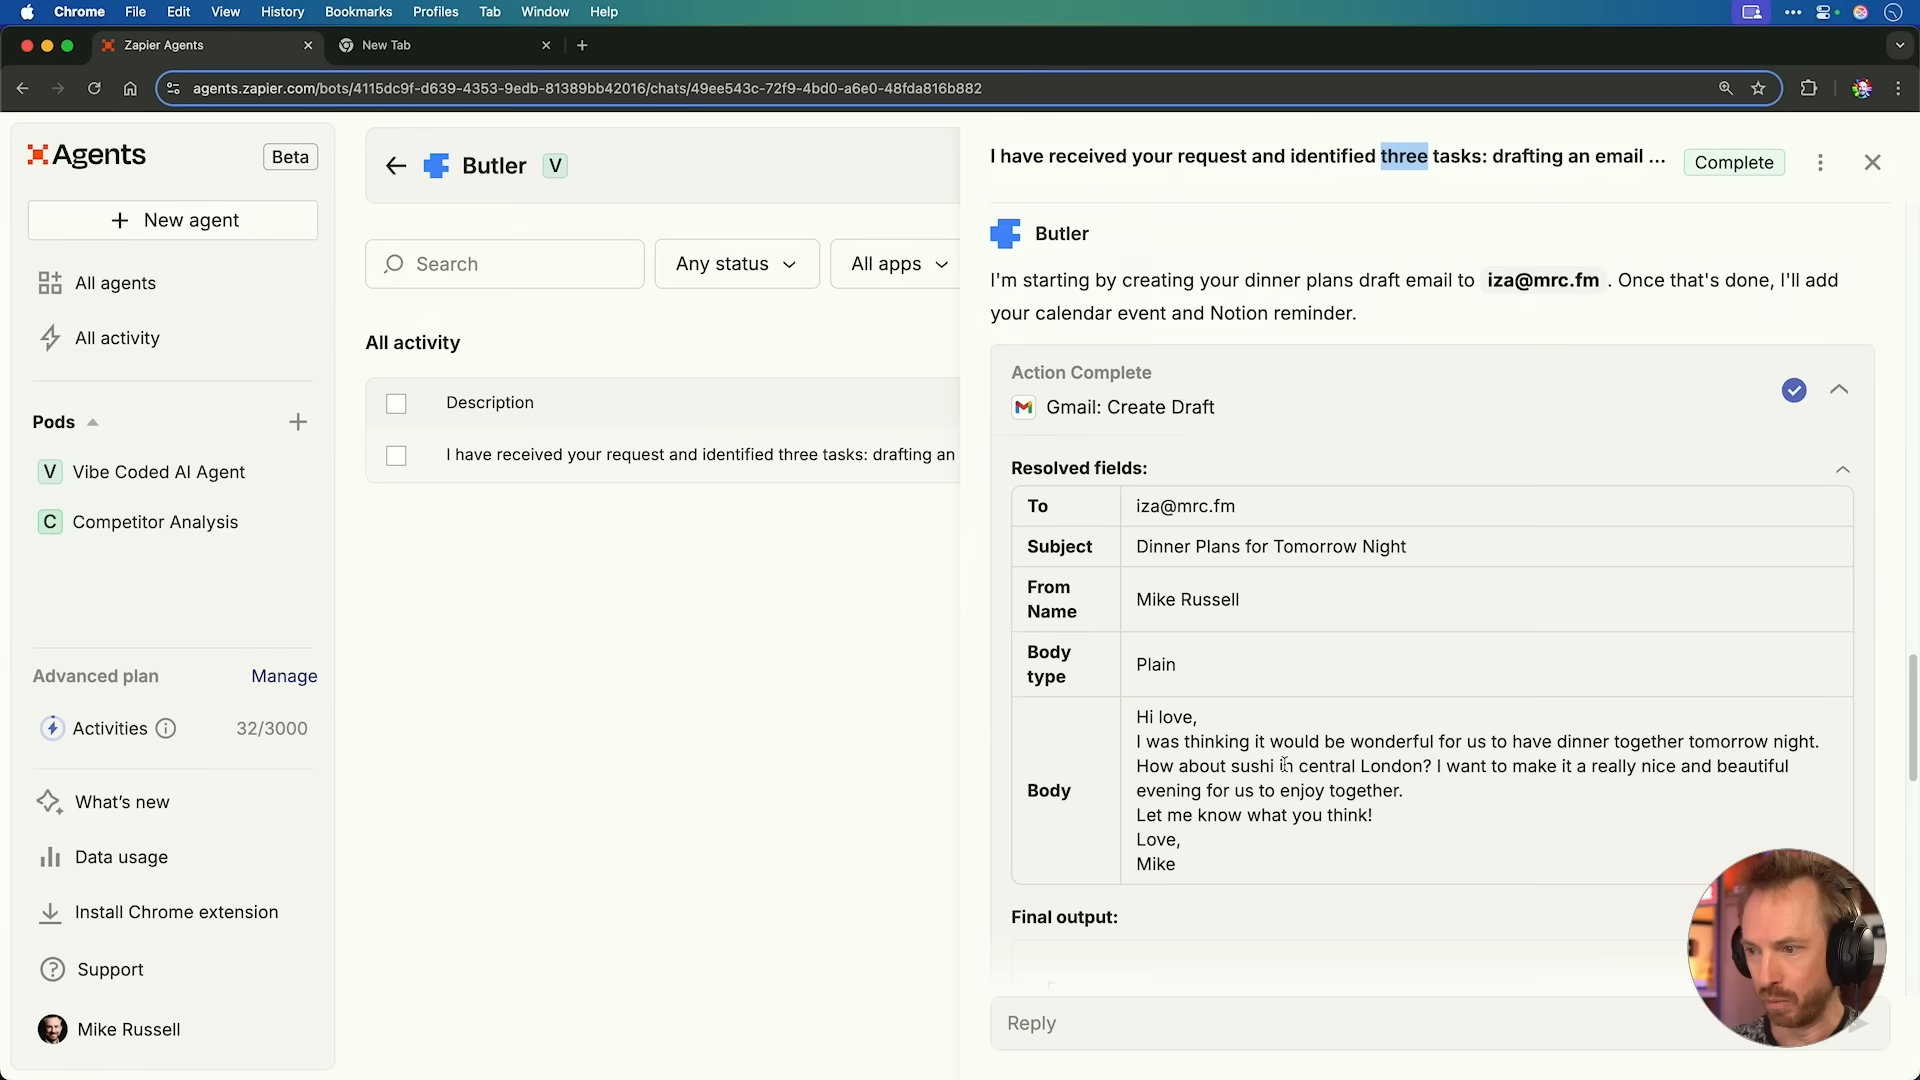 Chrome File Edit View History Bookmarks Profiles Tab Window Help
Zapier Agents
New Tab
agents.zapier.com/bots/4115dc9f-d639-4353-9edb-81389bb42016/chats/49ee543c-72f9-4bd0-a6e0-48fda816b882
Agents
Beta
New agent
All agents
All activity
Pods
V Vibe Coded AI Agent
C Competitor Analysis
Advanced plan Manage
Activities 32/3000
What's new
Data usage
Install Chrome extension
Support
Mike Russell
Butler V
Search
Any status
All apps
All activity
Description
I have received your request and identified three tasks: drafting an
I have received your request and identified three tasks: drafting an email ...
Complete
Butler
I'm starting by creating your dinner plans draft email to iza@mrc.fm . Once that's done, I'll add
your calendar event and Notion reminder.
Action Complete
Gmail: Create Draft
Resolved fields:
To iza@mrc.fm
Subject Dinner Plans for Tomorrow Night
From
Name
Mike Russell
Body
type
Plain
Body
Hi love,
I was thinking it would be wonderful for us to have dinner together tomorrow night.
How about sushi in central London? I want to make it a really nice and beautiful
evening for us to enjoy together.
Let me know what you think!
Love,
Mike
Final output:
Reply